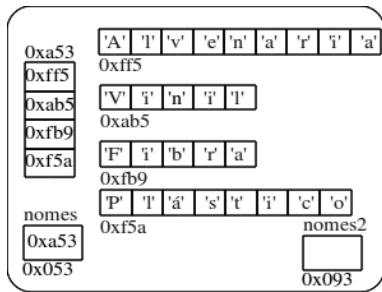 'A' 'l' 'v' 'e' 'n' 'a' 'r' 'i' 'a'
0xa53
0xff5
0xff5
0xab5
'V' 'i' 'n' 'i' 'l'
0xab5
0xfb9
'F' 'i' 'b' 'r' 'a'
0xfb9
0xf5a
'P' 'l' 'á' 's' 't' 'i' 'c' 'o'
0xf5a
nomes
nomes2
0xa53
0x053
0x093